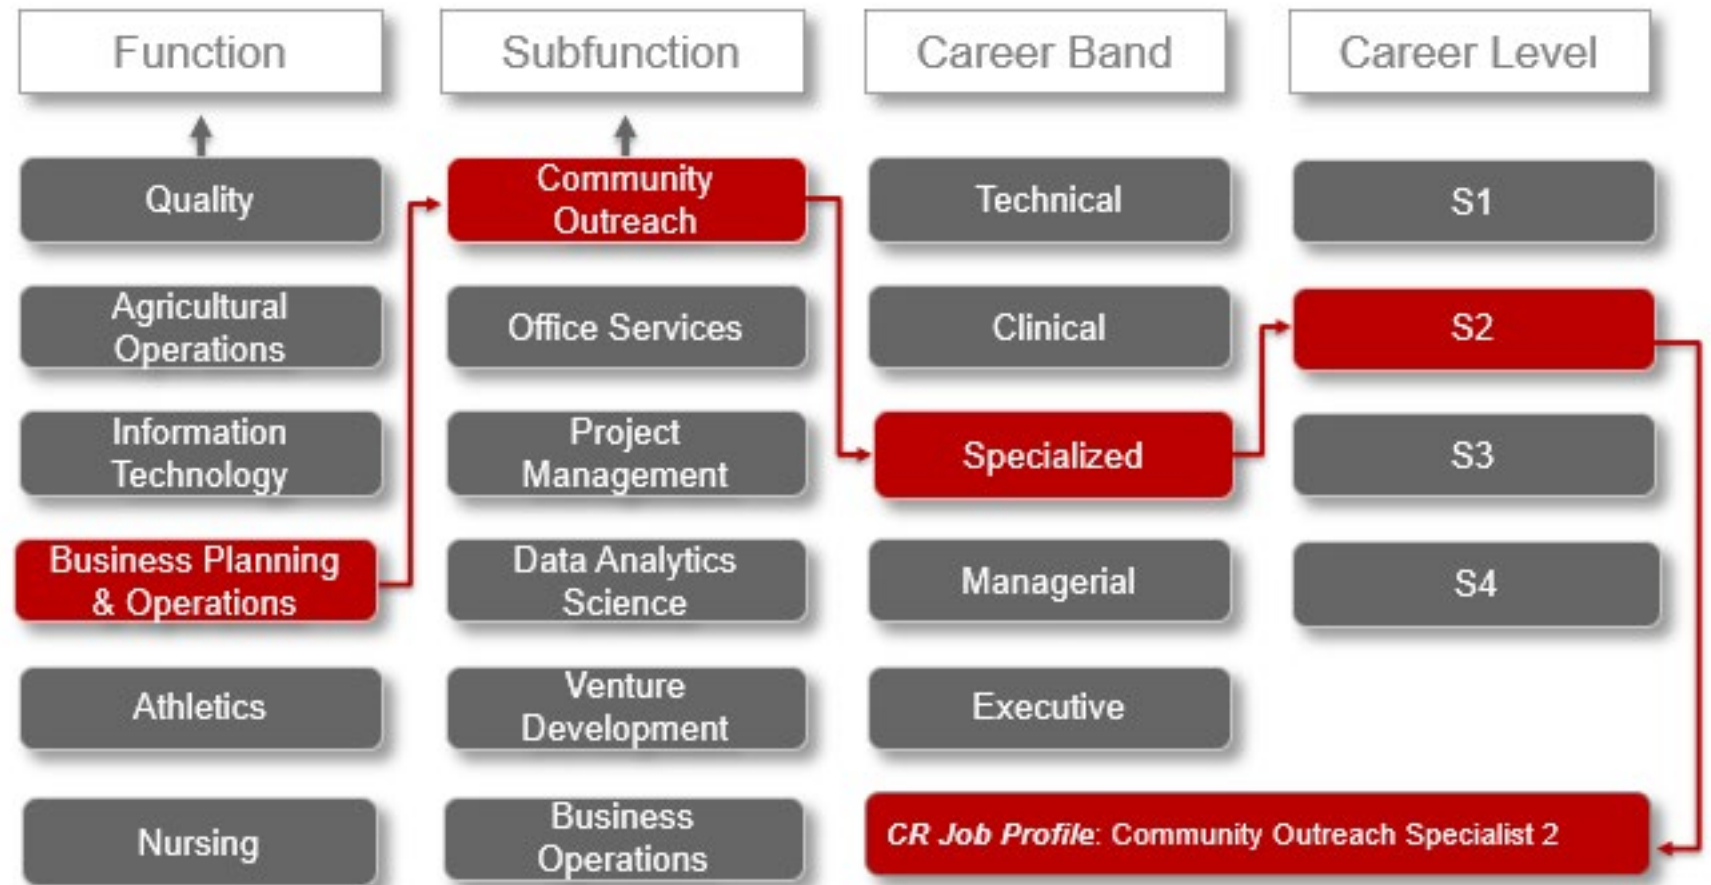 Function
Subfunction
Career Band
Career Level
Quality
Community
Outreach
Technical
S1
Agricultural
Operations
Office Services
Clinical
S2
Information
Technology
Project
Management
Specialized
S3
Business Planning
& Operations
Data Analytics
Science
Managerial
S4
Athletics
Venture
Development
Executive
Nursing
Business
Operations
CR Job Profile: Community Outreach Specialist 2